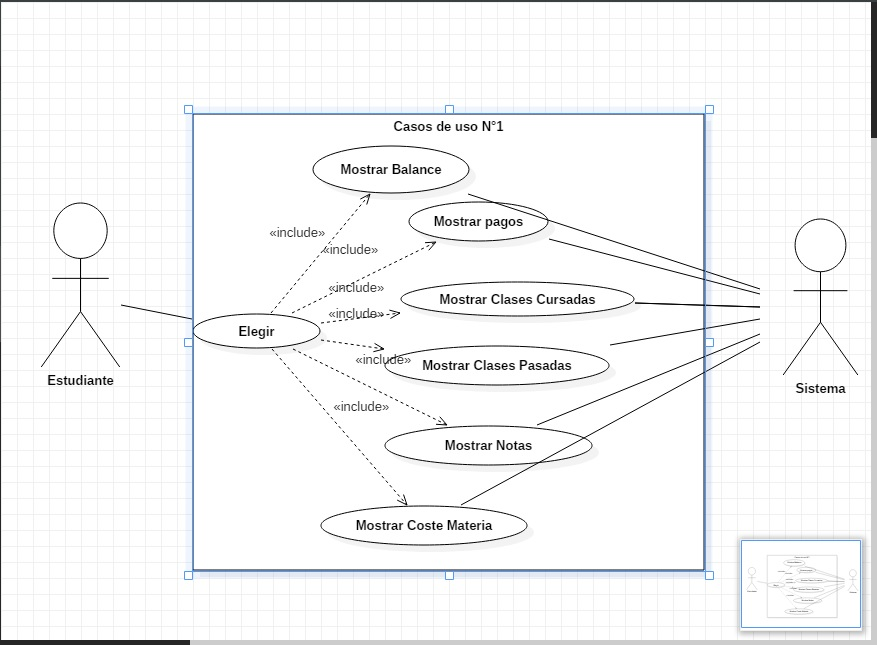 Casos de uso N°1
Mostrar Balance
Mostrar pagos
«include»
«include»
«include»
Mostrar Clases Cursadas
«include»
Elegir
«include»
Mostrar Clases Pasadas
Estudiante
Sistema
«include»
Mostrar Notas
Mostrar Coste Materia